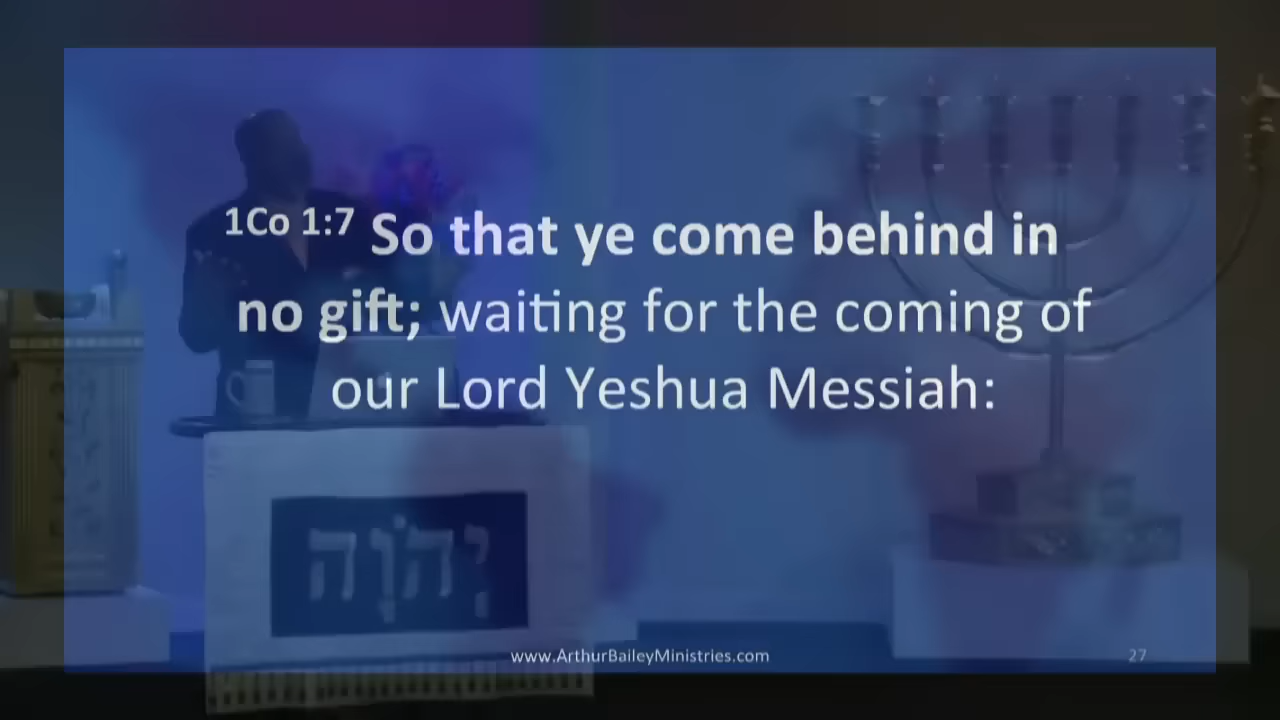 1Co 1:7 So that ye come behind in
no gift; waiting for the coming of
our Lord Yeshua Messiah:
יְהֹוָה
www.ArthurBaileyMinistries.com
27